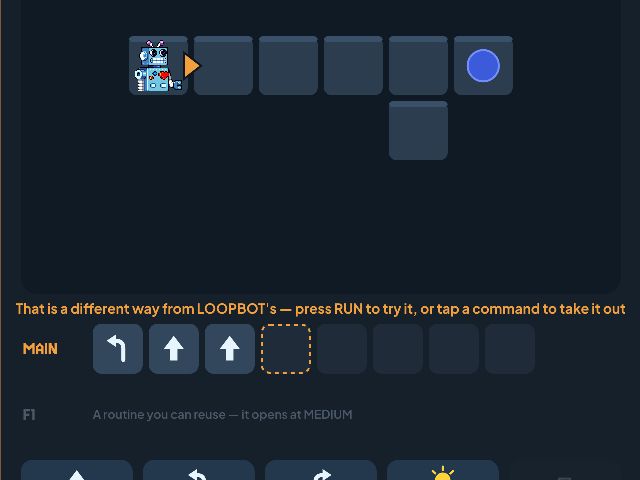 That is a different way from LOOPBOT's — press RUN to try it, or tap a command to take it out
MAIN
F1
A routine you can reuse — it opens at MEDIUM